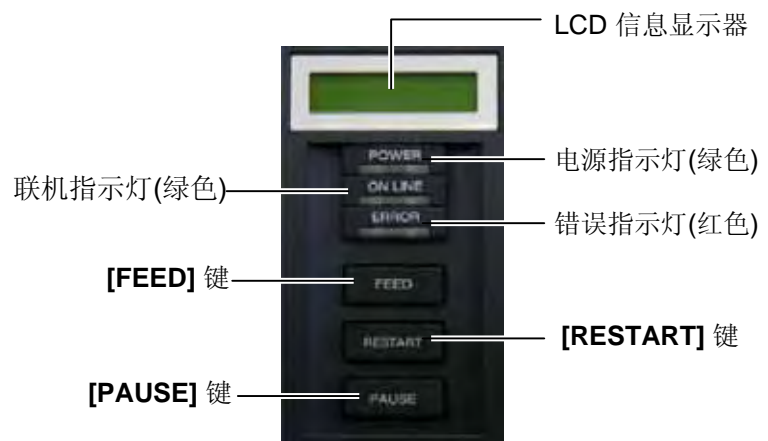 LCD 信息显示器
POWER
电源指示灯(绿色)
联机指示灯(绿色)
ON LINE
ERROR
错误指示灯(红色)
[FEED] 键
FEED
RESTART
[RESTART] 键
[PAUSE] 键
PAUSE